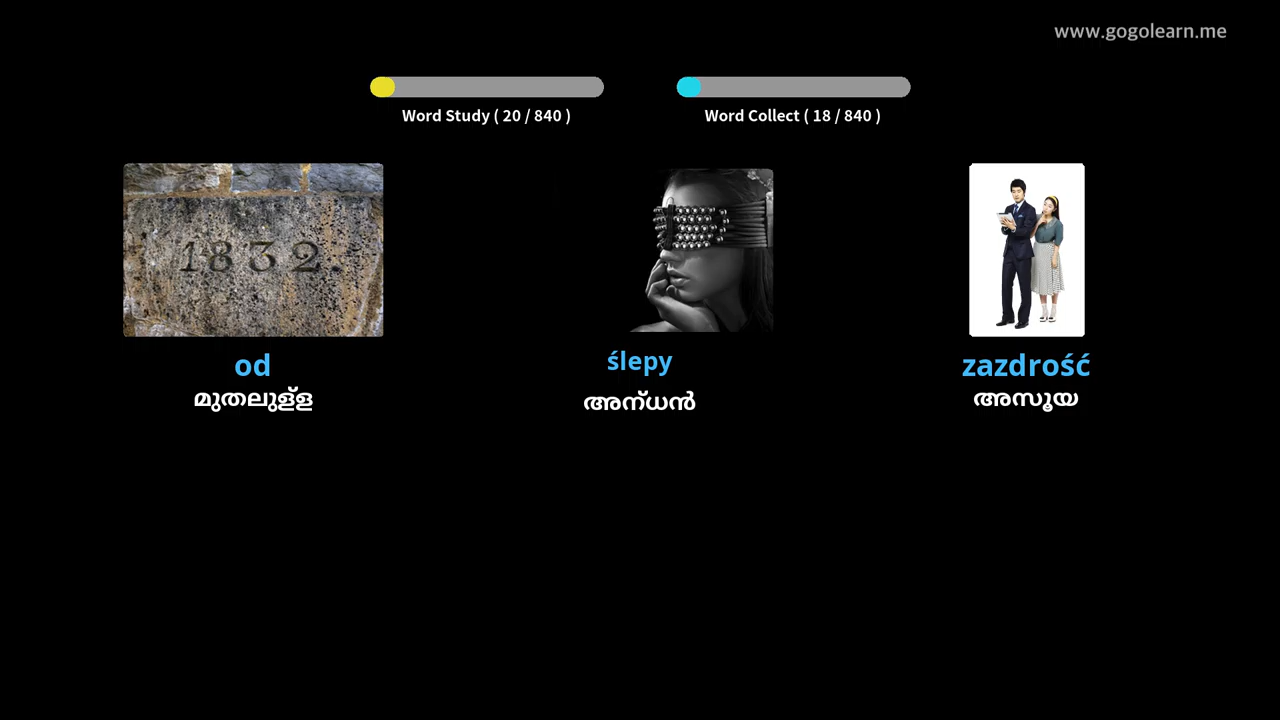 www.gogolearn.me
Word Study ( 20 / 840 )
Word Collect ( 18 / 840 )
1832.
od
ślepy
zazdrość
മുതലുള്ള
അന്ധൻ
അസൂയ